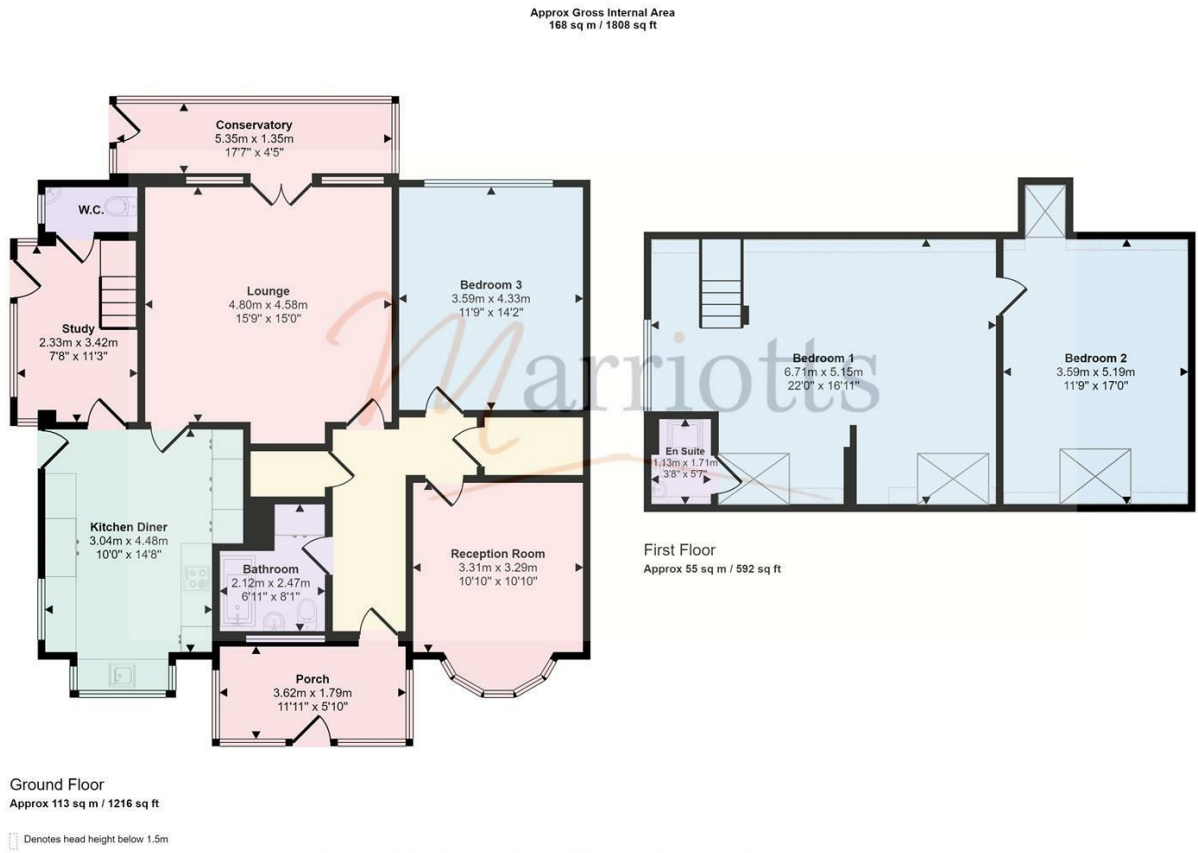 Approx Gross Internal Area
168 sq m / 1808 sq ft
Conservatory
5.35m x 1.35m
17'7" x 4'5"
W.C.
Lounge
4.80m x 4.58m
15'9" x 15'0"
Bedroom 3
3.59m x 4.33m
11'9" x 14'2"
Study
2.33m x 3.42m
7'8" x 11'3"
Kitchen Diner
3.04m x 4.48m
10'0" x 14'8"
Bathroom
2.12m x 2.47m
6'11" x 8'1"
Reception Room
3.31m x 3.29m
10'10" x 10'10"
Porch
3.62m x 1.79m
11'11" x 5'10"
Ground Floor
Approx 113 sq m / 1216 sq ft
Denotes head height below 1.5m
Bedroom 1
6.71m x 5.15m
22'0" x 16'11"
Bedroom 2
3.59m x 5.19m
11'9" x 17'0"
En Suite
1.13m x 1.71m
3'8" x 5'7"
First Floor
Approx 55 sq m / 592 sq ft
Marriotts